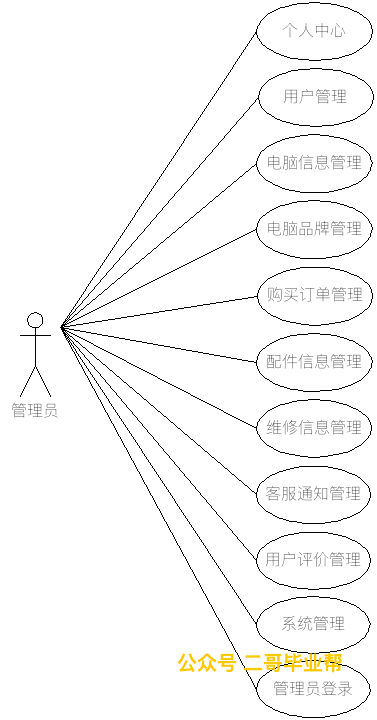 个人中心
用户管理
电脑信息管理
电脑品牌管理
购买订单管理
配件信息管理
维修信息管理
管理员
客服通知管理
用户评价管理
系统管理
公众号 二哥毕业帮
管理员登录